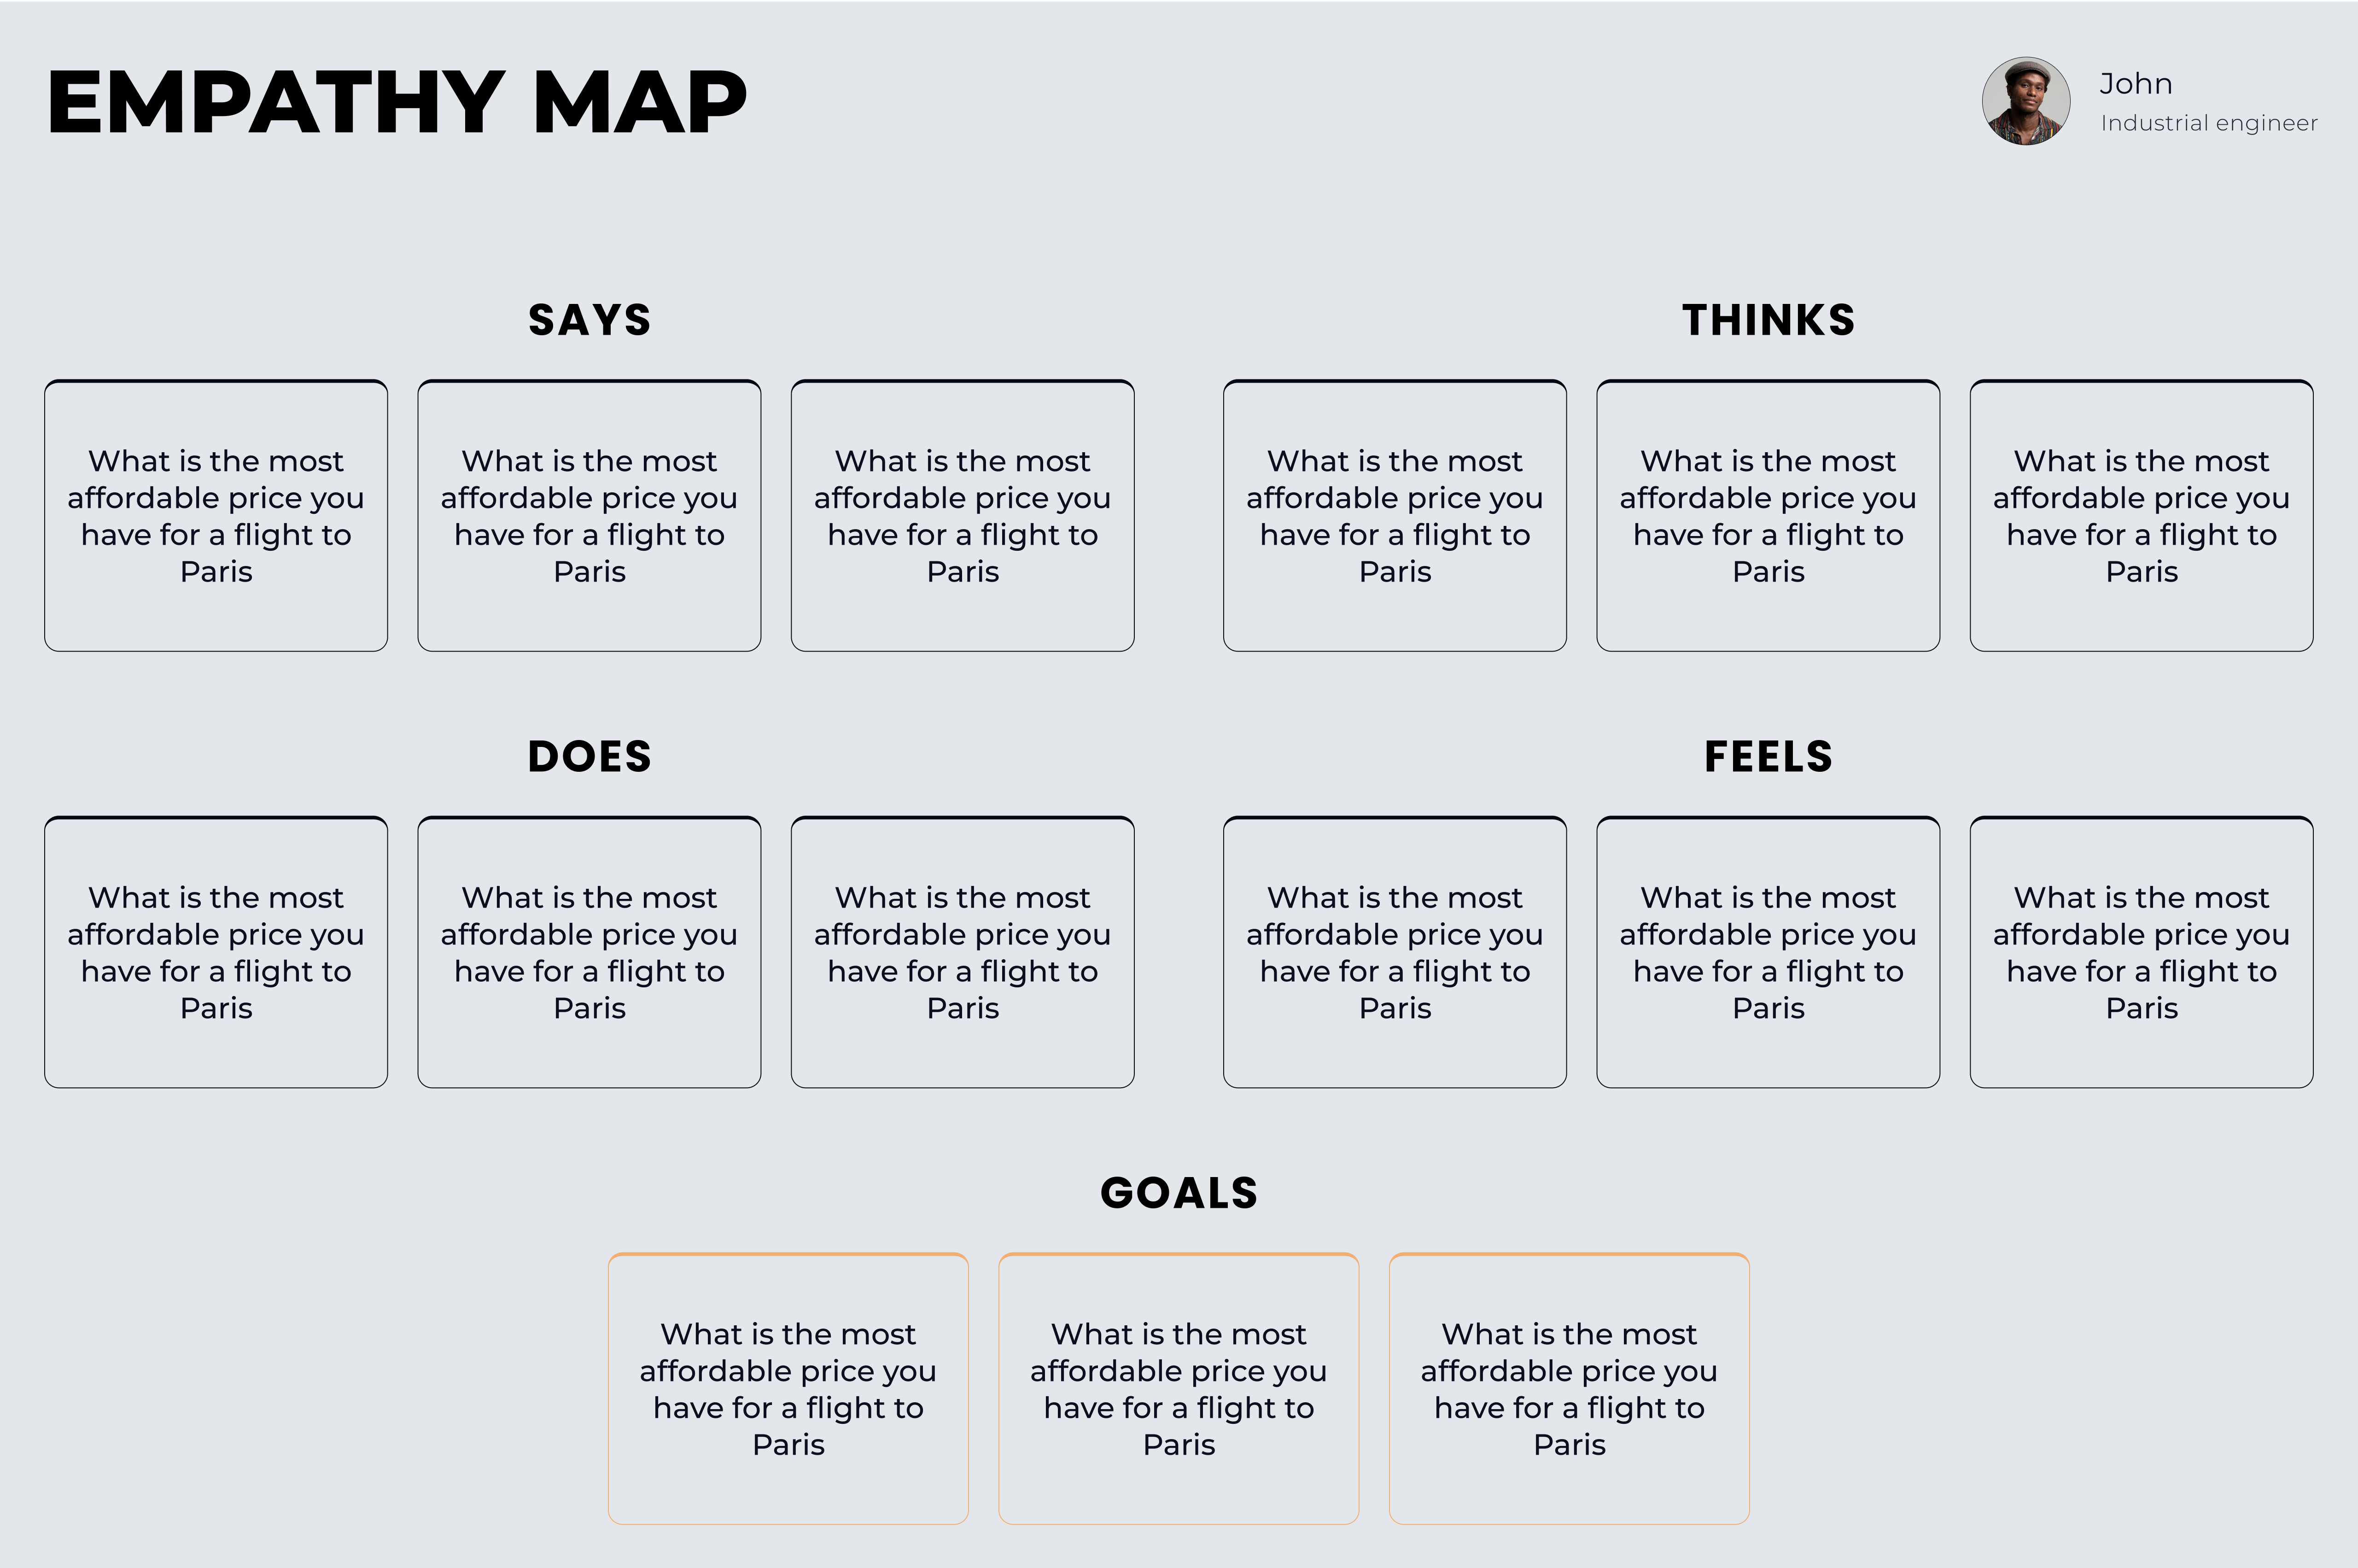 EMPATHY MAP
John
Industrial engineer
SAYS
What is the most
affordable price you
have for a flight to
Paris
What is the most
affordable price you
have for a flight to
Paris
What is the most
affordable price you
have for a flight to
Paris
THINKS
What is the most
affordable price you
have for a flight to
Paris
What is the most
affordable price you
have for a flight to
Paris
What is the most
affordable price you
have for a flight to
Paris
DOES
What is the most
affordable price you
have for a flight to
Paris
What is the most
affordable price you
have for a flight to
Paris
What is the most
affordable price you
have for a flight to
Paris
FEELS
What is the most
affordable price you
have for a flight to
Paris
What is the most
affordable price you
have for a flight to
Paris
What is the most
affordable price you
have for a flight to
Paris
GOALS
What is the most
affordable price you
have for a flight to
Paris
What is the most
affordable price you
have for a flight to
Paris
What is the most
affordable price you
have for a flight to
Paris